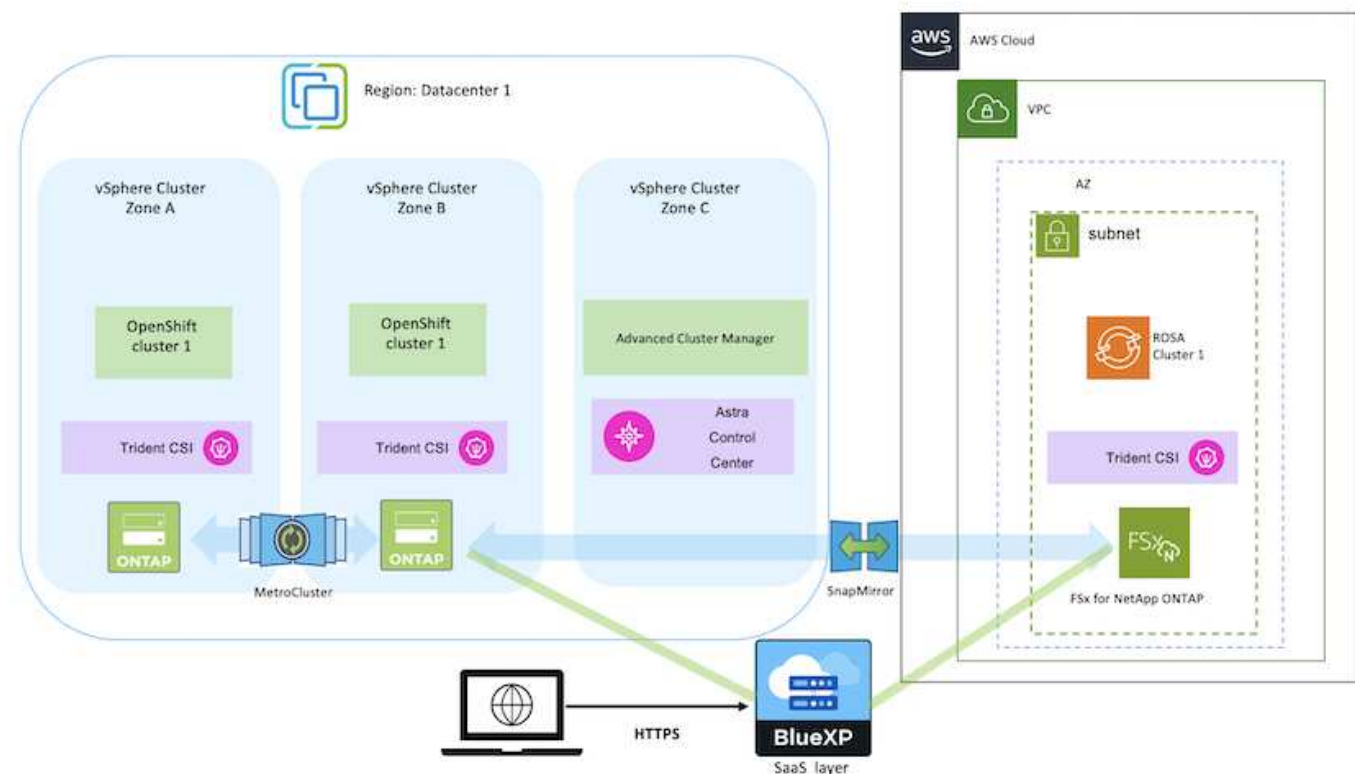 aws
AWS Cloud
Region: Datacenter 1
VPC
vSphere Cluster
Zone A
vSphere Cluster
Zone B
vSphere Cluster
Zone C
AZ
subnet
OpenShift
cluster 1
OpenShift
cluster 1
Advanced Cluster Manager
ROSA
Cluster 1
Trident CSI
Trident CSI
Astra
Control
Center
Trident CSI
ONTAP
MetroCluster
ONTAP
SnapMirror
FSx
N
FSx for NetApp ONTAP
HTTPS
BlueXP
SaaS layer